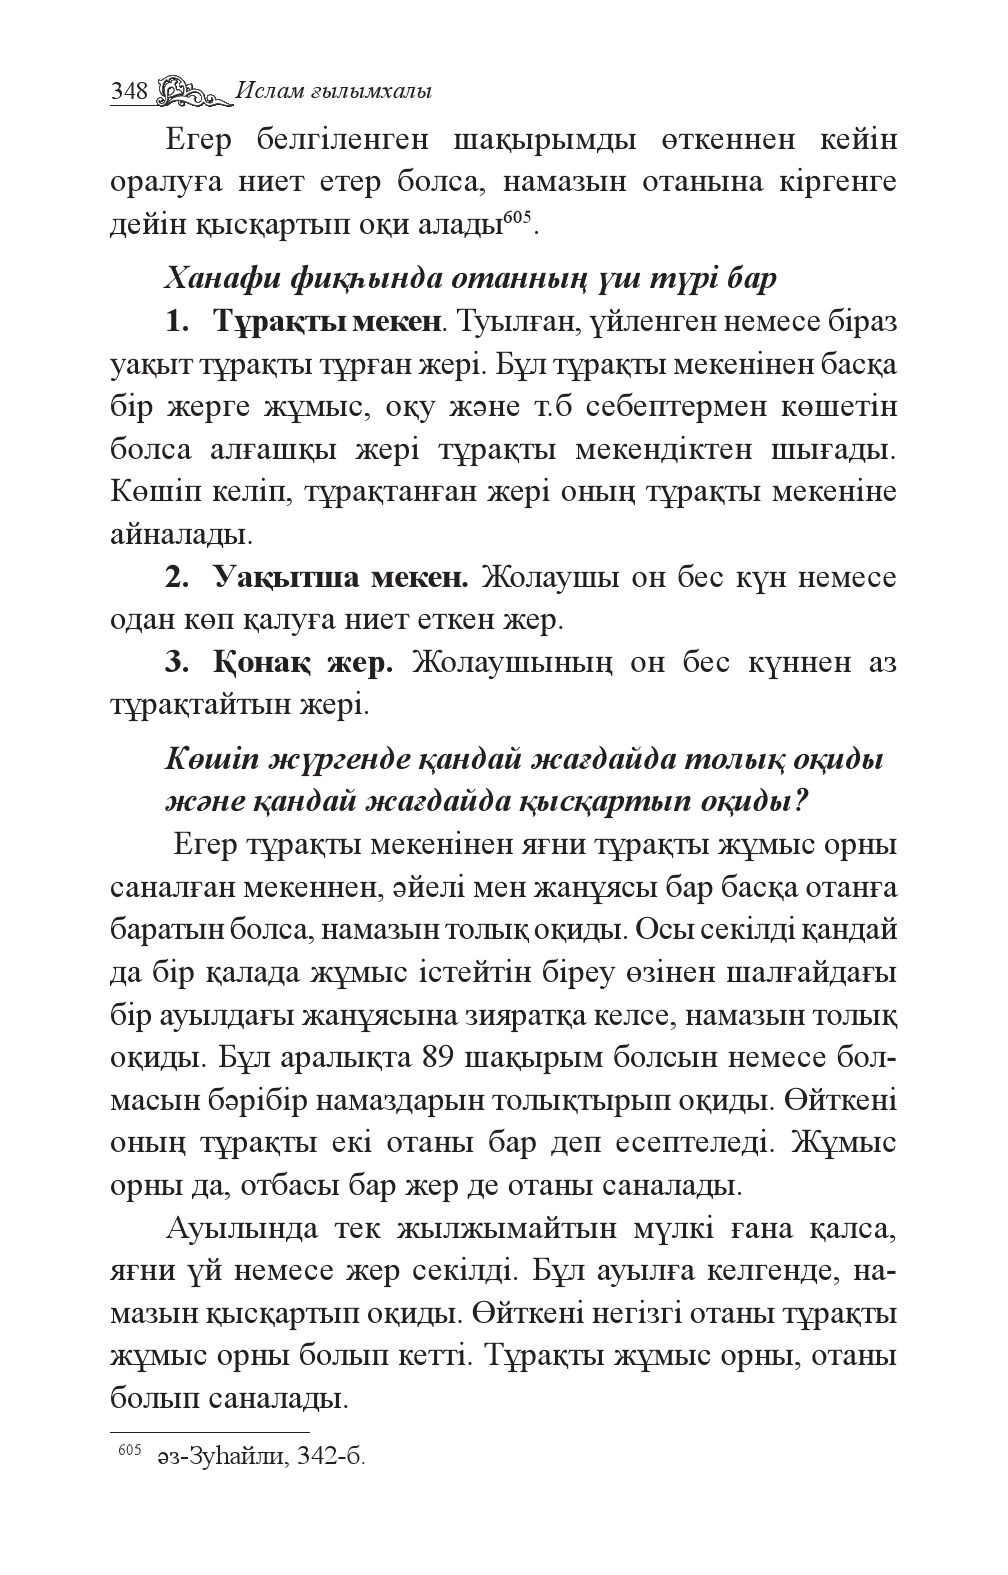 348 Ислам ғылымхалы
Егер белгіленген шақырымды өткеннен кейін
оралуға ниет етер болса, намазын отанына кіргенге
дейін қысқартып оқи алады605.
Ханафи фиқһында отанның үш түрі бар
1. Тұрақты мекен. Туылған, үйленген немесе біраз
уақыт тұрақты тұрған жері. Бұл тұрақты мекенінен басқа
бір жерге жұмыс, оқу және т.б себептермен көшетін
болса алғашқы жері тұрақты мекендіктен шығады.
Көшіп келіп, тұрақтанған жері оның тұрақты мекеніне
айналады.
2. Уақытша мекен. Жолаушы он бес күн немесе
одан көп қалуға ниет еткен жер.
3. Қонақ жер. Жолаушының он бес күннен аз
тұрақтайтын жері.
Көшіп жүргенде қандай жағдайда толық оқиды
және қандай жағдайда қысқартып оқиды?
Егер тұрақты мекенінен яғни тұрақты жұмыс орны
саналған мекеннен, әйелі мен жанұясы бар басқа отанға
баратын болса, намазын толық оқиды. Осы секілді қандай
да бір қалада жұмыс істейтін біреу өзінен шалғайдағы
бір ауылдағы жанұясына зияратқа келсе, намазын толық
оқиды. Бұл аралықта 89 шақырым болсын немесе бол-
масын бәрібір намаздарын толықтырып оқиды. Өйткені
оның тұрақты екі отаны бар деп есептеледі. Жұмыс
орны да, отбасы бар жер де отаны саналады.
Ауылында тек жылжымайтын мүлкі ғана қалса,
яғни үй немесе жер секілді. Бұл ауылға келгенде, на-
мазын қысқартып оқиды. Өйткені негізгі отаны тұрақты
жұмыс орны болып кетті. Тұрақты жұмыс орны, отаны
болып саналады.
605 әз-Зуһайли, 342-б.